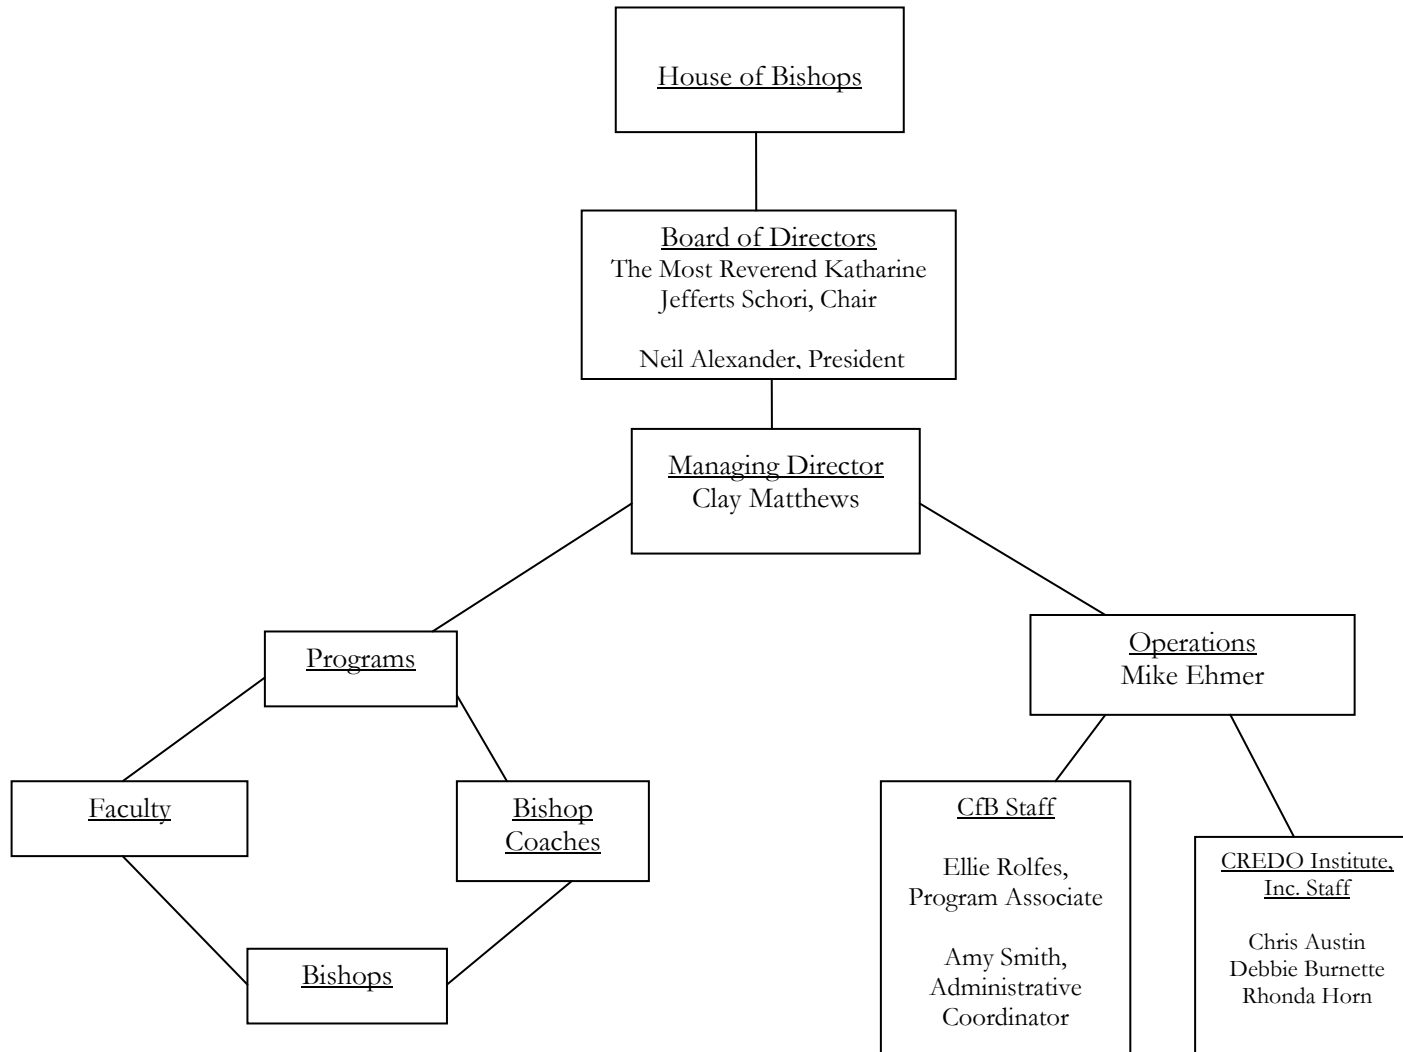 House of Bishops
Board of Directors
The Most Reverend Katharine
Jefferts Schori, Chair
Neil Alexander, President
Managing Director
Clay Matthews
Programs
Operations
Mike Ehmer
Faculty
Bishop
Coaches
Bishops
CfB Staff
Ellie Rolfes,
Program Associate
Amy Smith,
Administrative
Coordinator
CREDO Institute,
Inc. Staff
Chris Austin
Debbie Burnette
Rhonda Horn